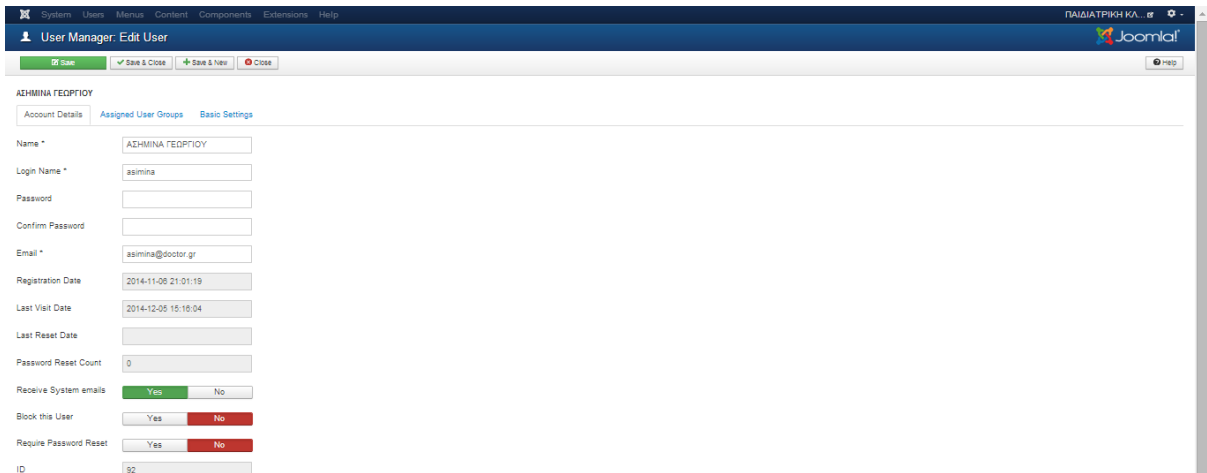 System Users Menus Content Components Extensions Help ΠΑΙΔΙΑΤΡΙΚΗ ΚΛ...
User Manager: Edit User Joomla!
Save Save & Close Save & New Close Help
ΑΣΗΜΙΝΑ ΓΕΩΡΓΙΟΥ
Account Details Assigned User Groups Basic Settings
Name * ΑΣΗΜΙΝΑ ΓΕΩΡΓΙΟΥ
Login Name * asimina
Password
Confirm Password
Email * asimina@doctor.gr
Registration Date 2014-11-06 21:01:19
Last Visit Date 2014-12-05 15:16:04
Last Reset Date
Password Reset Count 0
Receive System emails Yes No
Block this User Yes No
Require Password Reset Yes No
ID 92